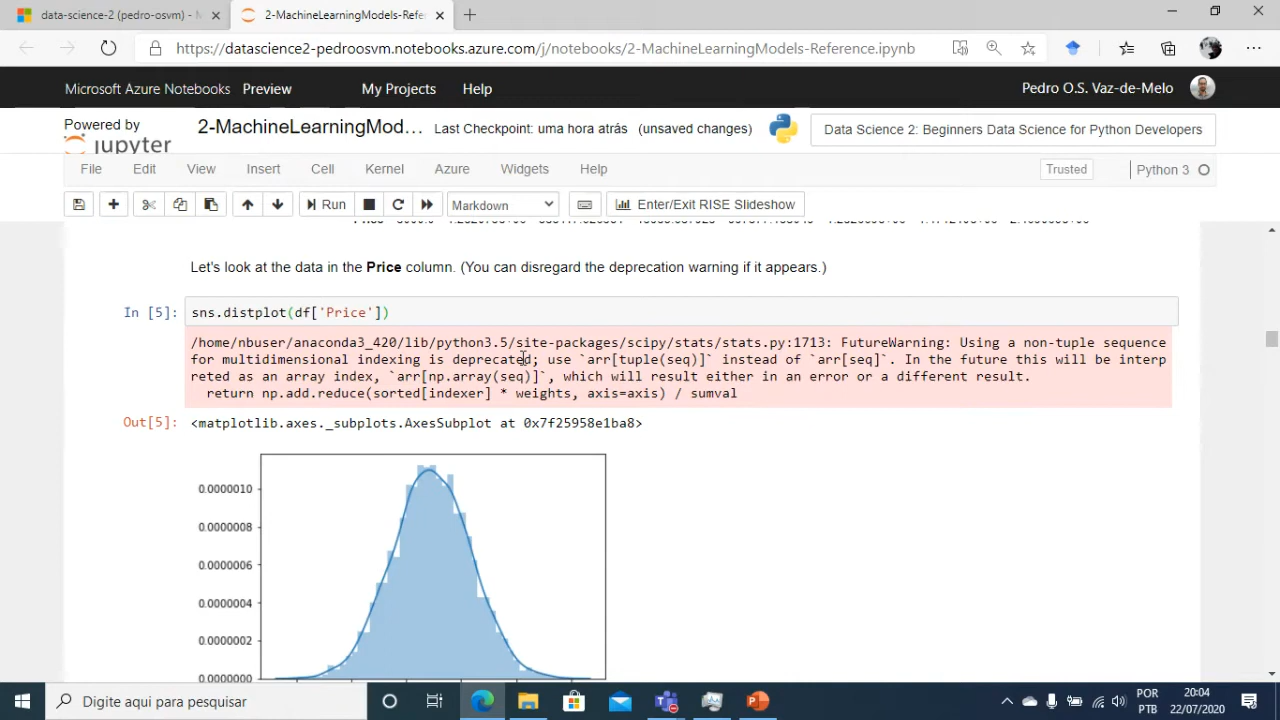 data-science-2 (pedro-osvm) -
2-MachineLearningModels-Refe
https://datascience2-pedroosvm.notebooks.azure.com/j/notebooks/2-MachineLearningModels-Reference.ipynb
Microsoft Azure Notebooks Preview My Projects Help Pedro O.S. Vaz-de-Melo
Powered by
jupyter
2-MachineLearningMod... Last Checkpoint: uma hora atrás (unsaved changes) Data Science 2: Beginners Data Science for Python Developers
File Edit View Insert Cell Kernel Azure Widgets Help Trusted Python 3
Run Markdown Enter/Exit RISE Slideshow
Let's look at the data in the Price column. (You can disregard the deprecation warning if it appears.)
In [5]: sns.distplot(df['Price'])
/home/nbuser/anaconda3_420/lib/python3.5/site-packages/scipy/stats/stats.py:1713: FutureWarning: Using a non-tuple sequence
for multidimensional indexing is deprecated; use `arr[tuple(seq)]` instead of `arr[seq]`. In the future this will be interp
reted as an array index, `arr[np.array(seq)]`, which will result either in an error or a different result.
return np.add.reduce(sorted[indexer] * weights, axis=axis) / sumval
Out[5]: <matplotlib.axes._subplots.AxesSubplot at 0x7f25958e1ba8>
0.0000010
0.0000008
0.0000006
0.0000004
0.0000002
0.0000000
Digite aqui para pesquisar
POR
PTB
20:04
22/07/2020